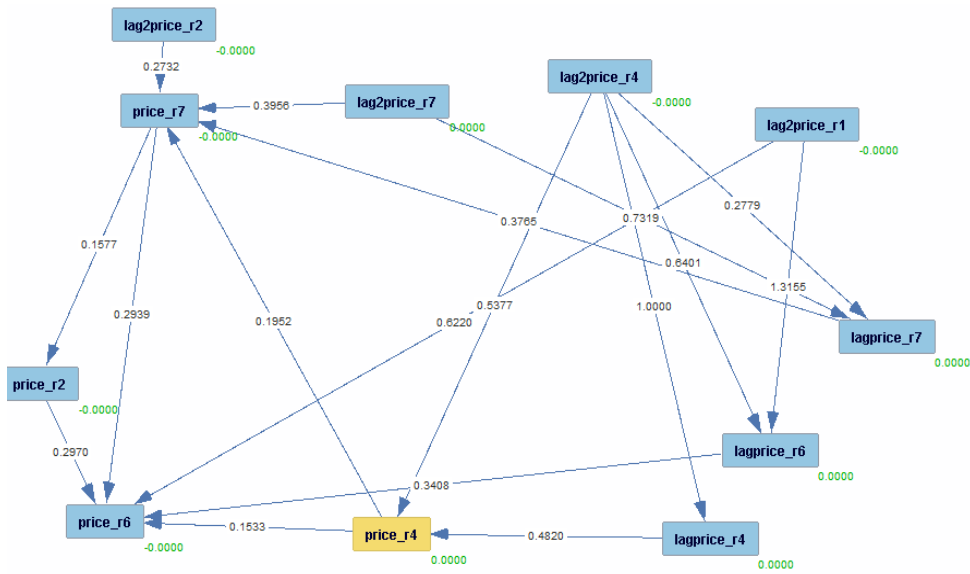 lag2price_r2
-0.0000
0.2732
lag2price_r4
-0.0000
lag2price_r7
0.0000
0.3956
price_r7
-0.0000
lag2price_r1
-0.0000
0.2779
0.7319
0.3765
0.1577
0.6401
1.3155
0.5377
1.0000
0.2939
0.1952
0.6220
lagprice_r7
0.0000
price_r2
-0.0000
0.2970
lagprice_r6
0.0000
0.3408
price_r6
-0.0000
0.1533
price_r4
0.0000
0.4820
lagprice_r4
0.0000